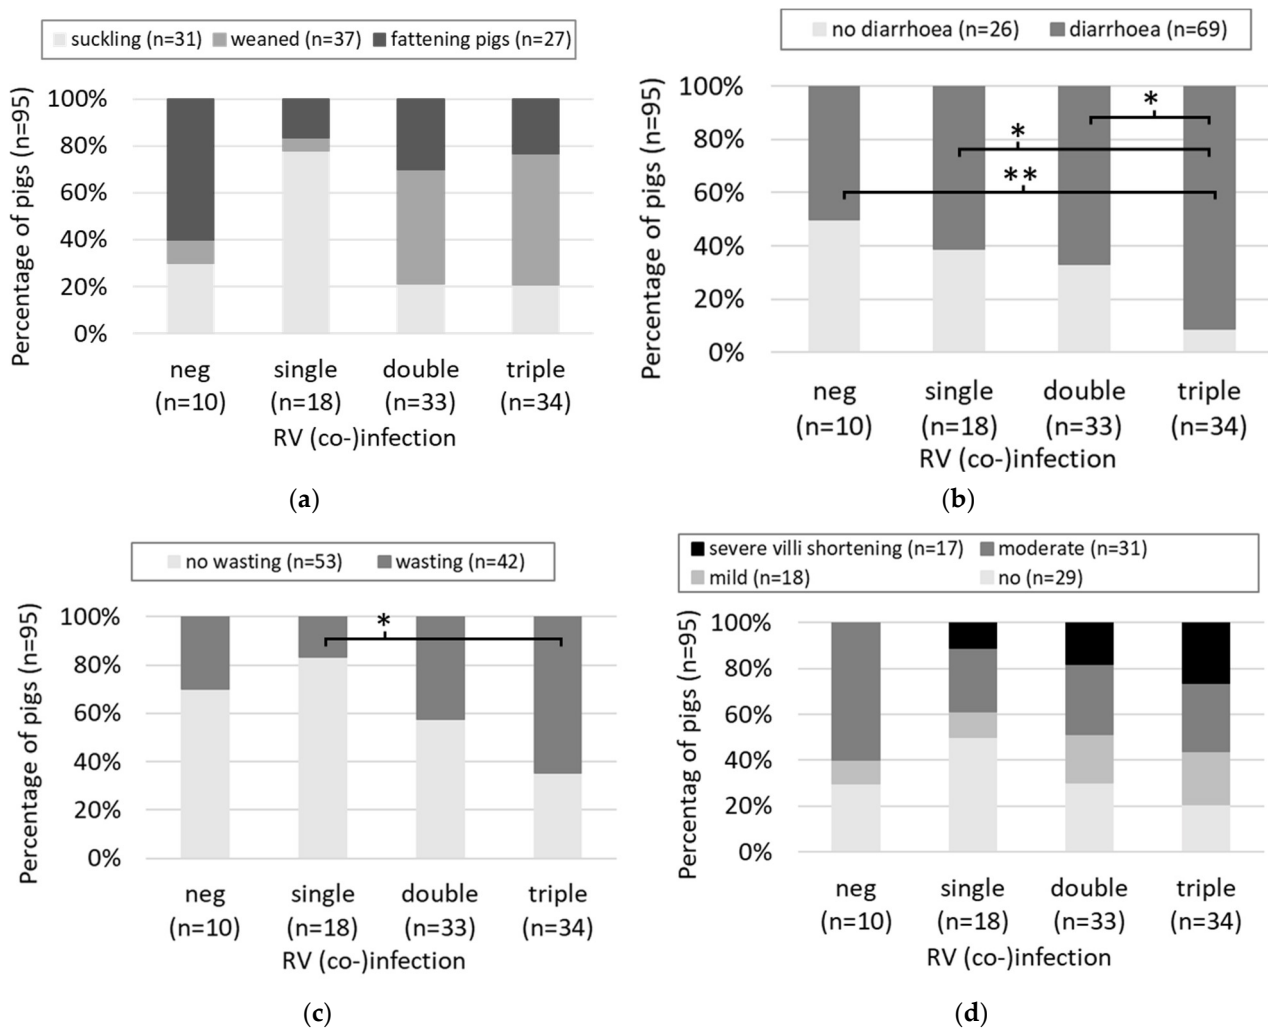 suckling (n=31) weaned (n=37) fattening pigs (n=27)
Percentage of pigs (n=95)
100%
80%
60%
40%
20%
0%
neg single double triple
(n=10) (n=18) (n=33) (n=34)
RV (co-)infection
(a)
no diarrhoea (n=26) diarrhoea (n=69)
Percentage of pigs (n=95)
100%
80%
60%
40%
20%
0%
*
*
**
neg single double triple
(n=10) (n=18) (n=33) (n=34)
RV (co-)infection
(b)
no wasting (n=53) wasting (n=42)
Percentage of pigs (n=95)
100%
80%
60%
40%
20%
0%
*
neg single double triple
(n=10) (n=18) (n=33) (n=34)
RV (co-)infection
(c)
severe villi shortening (n=17) moderate (n=31)
mild (n=18) no (n=29)
Percentag of pigs (n=95)
100%
80%
60%
40%
20%
0%
neg single double triple
(n=10) (n=18) (n=33) (n=34)
RV (co-)infection
(d)